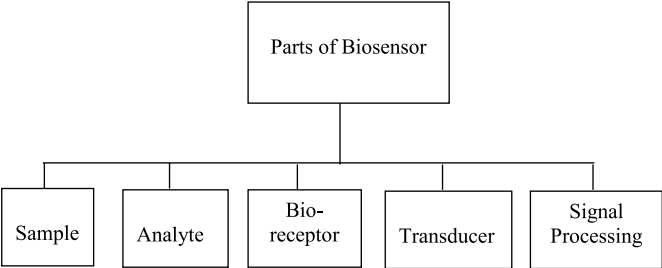 Parts of Biosensor
Sample
Analyte
Bio-
receptor
Transducer
Signal
Processing